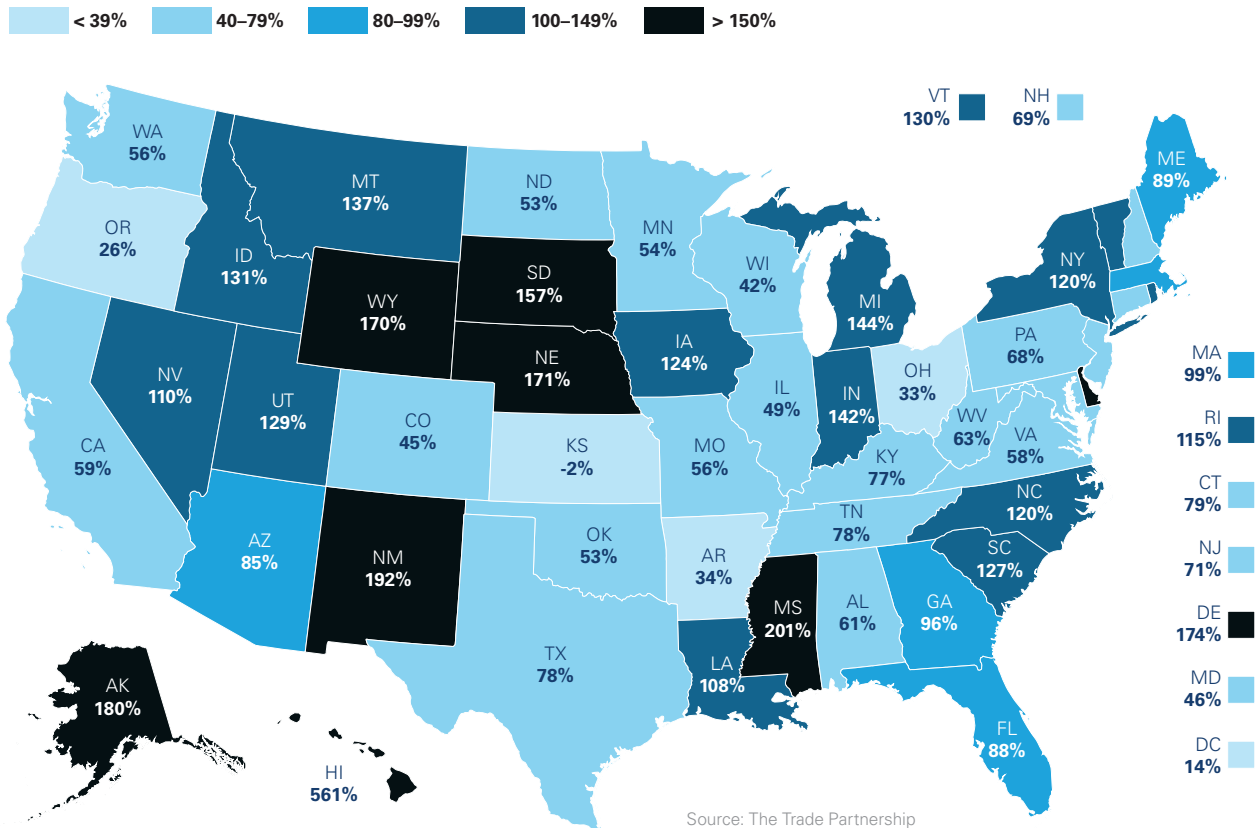 < 39%
40–79%
80–99%
100–149%
> 150%
VT
130%
NH
69%
WA
56%
MT
137%
ND
53%
MN
54%
ME
89%
OR
26%
ID
131%
WY
170%
SD
157%
WI
42%
MI
144%
NY
120%
NV
110%
UT
129%
NE
171%
IA
124%
IL
49%
IN
142%
OH
33%
PA
68%
MA
99%
CA
59%
CO
45%
KS
-2%
MO
56%
KY
77%
WV
63%
VA
58%
RI
115%
AZ
85%
NM
192%
OK
53%
AR
34%
TN
78%
NC
120%
SC
127%
CT
79%
NJ
71%
TX
78%
LA
108%
MS
201%
AL
61%
GA
96%
DE
174%
AK
180%
HI
561%
FL
88%
MD
46%
DC
14%
Source: The Trade Partnership